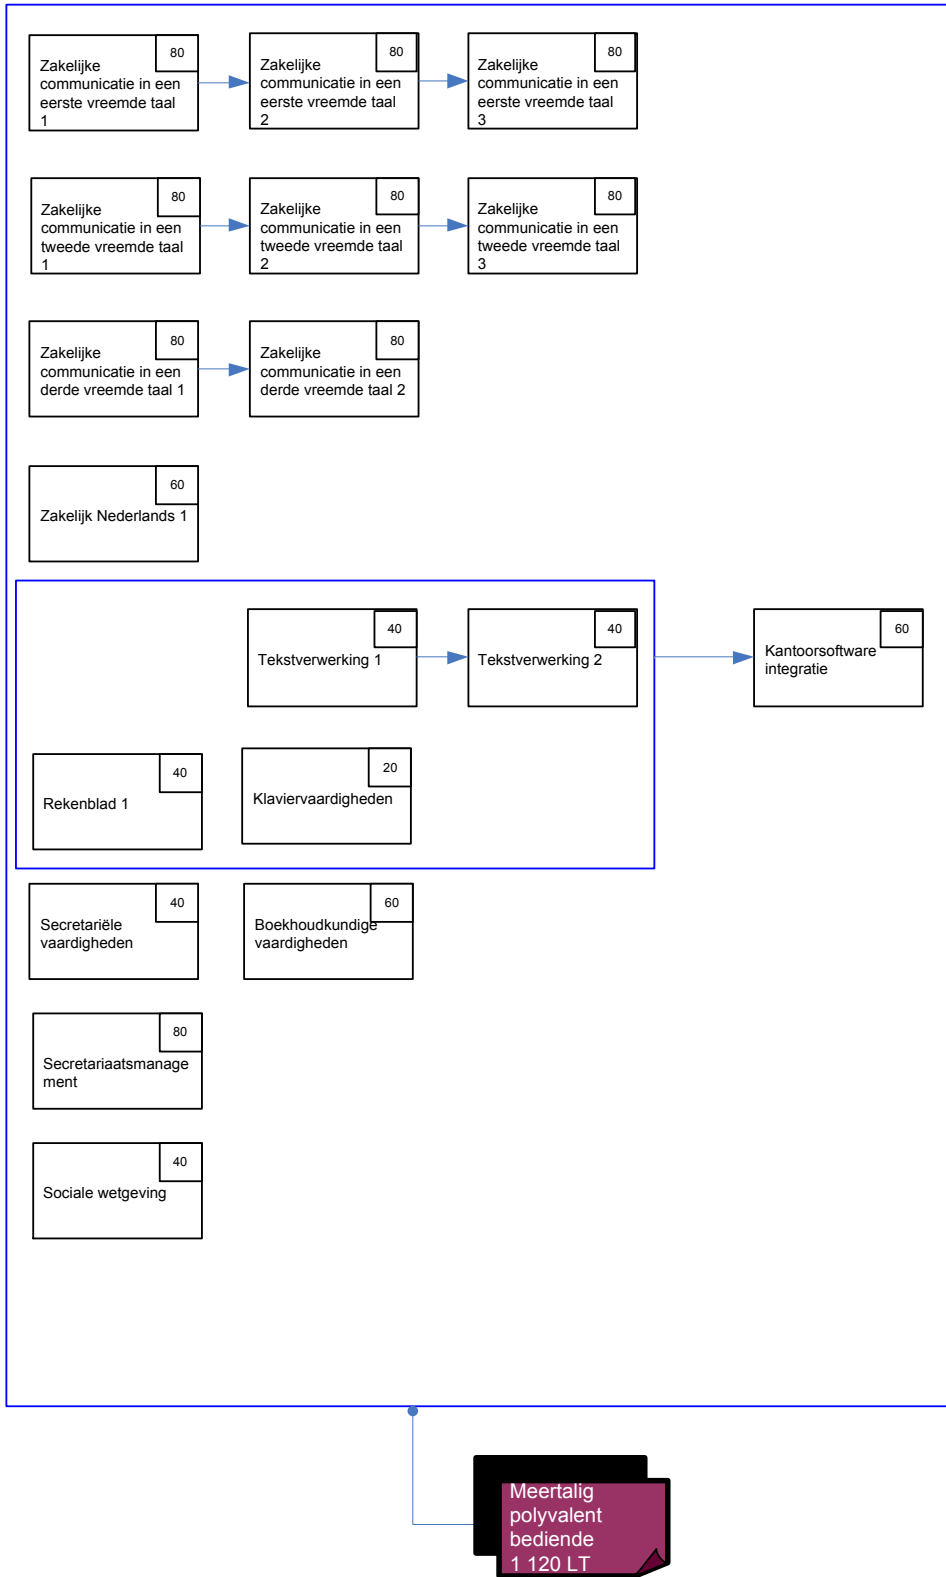 80
Zakelijke
communicatie in een
eerste vreemde taal
1
80
Zakelijke
communicatie in een
eerste vreemde taal
2
80
Zakelijke
communicatie in een
eerste vreemde taal
3
80
Zakelijke
communicatie in een
tweede vreemde taal
1
80
Zakelijke
communicatie in een
tweede vreemde taal
2
80
Zakelijke
communicatie in een
tweede vreemde taal
3
80
Zakelijke
communicatie in een
derde vreemde taal 1
80
Zakelijke
communicatie in een
derde vreemde taal 2
60
Zakelijk Nederlands 1
40
Tekstverwerking 1
40
Tekstverwerking 2
60
Kantoorsoftware
integratie
40
Rekenblad 1
20
Klaviervaardigheden
40
Secretariële
vaardigheden
60
Boekhoudkundige
vaardigheden
80
Secretariaatsmanage
ment
40
Sociale wetgeving
Meertalig
polyvalent
bediende
1 120 LT